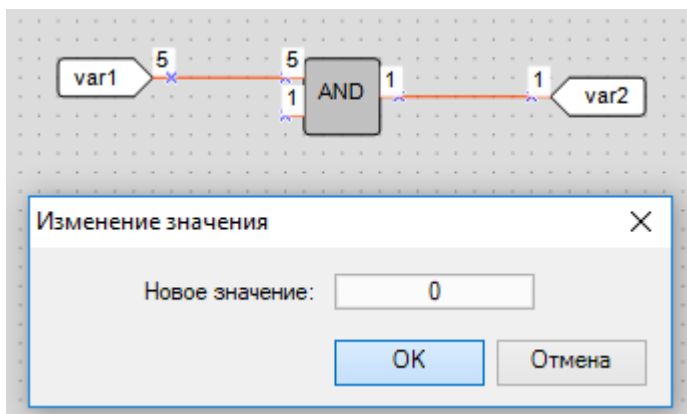 5 5
var1 AND 1 1
1 var2
Изменение значения
Новое значение: 0
OK Отмена